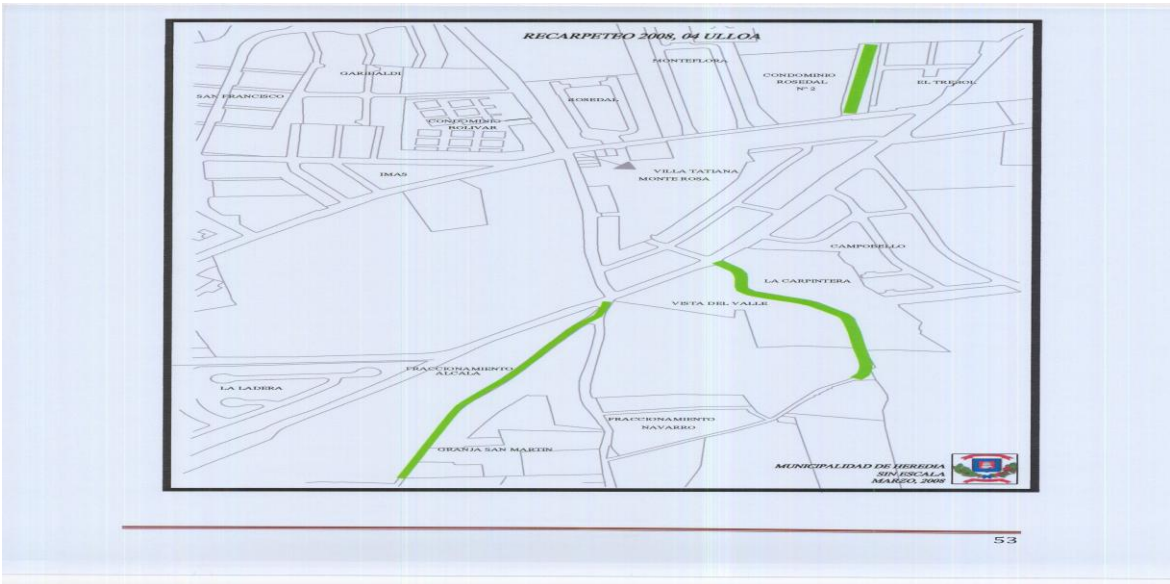 RECARPETEO 2008, 04 ULLOA
MONTEFLORA
GARIBALDI
CONDOMINIO
ROSEDAL
N° 2
EL TREBOL
SAN FRANCISCO
ROSEDAL
CONDOMINIO
BOLIVAR
IMAS
VILLA TATIANA
MONTE ROSA
CAMPOBELLO
LA CARPINTERA
VISTA DEL VALLE
FRACCIONAMIENTO
ALCALA
LA LADERA
FRACCIONAMIENTO
NAVARRO
GRANJA SAN MARTIN
MUNICIPALIDAD DE HEREDIA
SIN ESCALA
MARZO, 2008
53